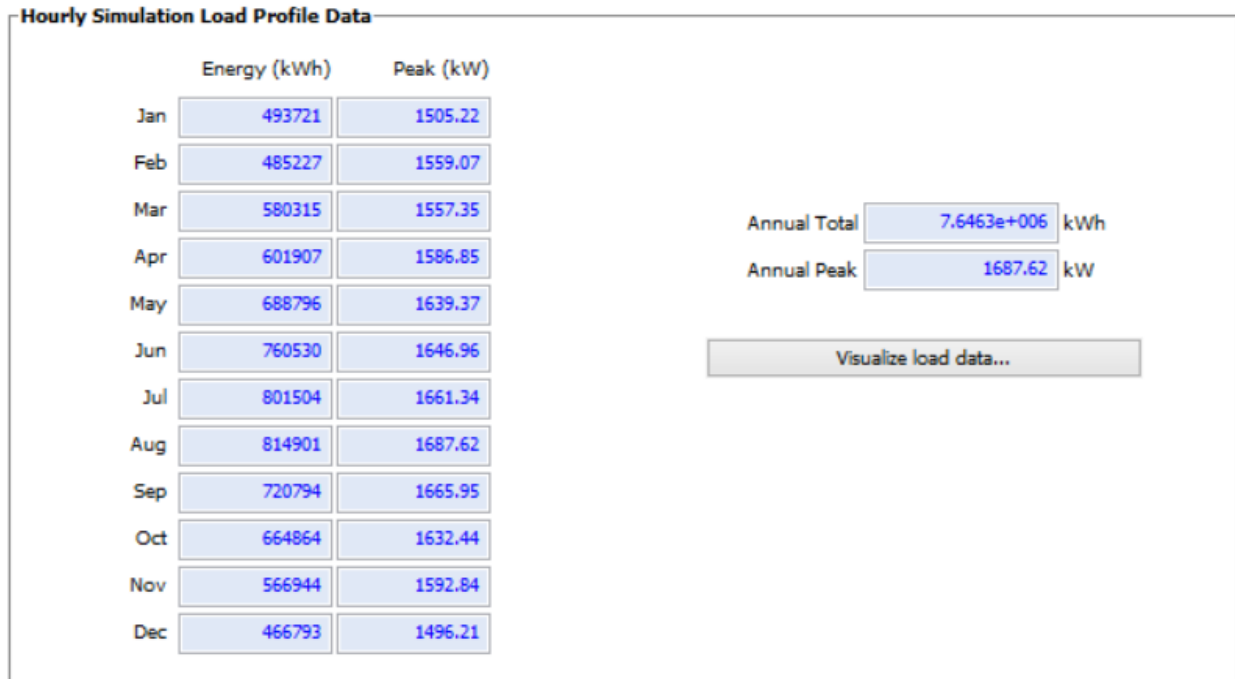 Hourly Simulation Load Profile Data
Energy (kWh) Peak (kW)
Jan 493721 1505.22
Feb 485227 1559.07
Mar 580315 1557.35
Annual Total 7.6463e+006 kWh
Apr 601907 1586.85
Annual Peak 1687.62 kW
May 688796 1639.37
Jun 760530 1646.96
Visualize load data...
Jul 801504 1661.34
Aug 814901 1687.62
Sep 720794 1665.95
Oct 664864 1632.44
Nov 566944 1592.84
Dec 466793 1496.21